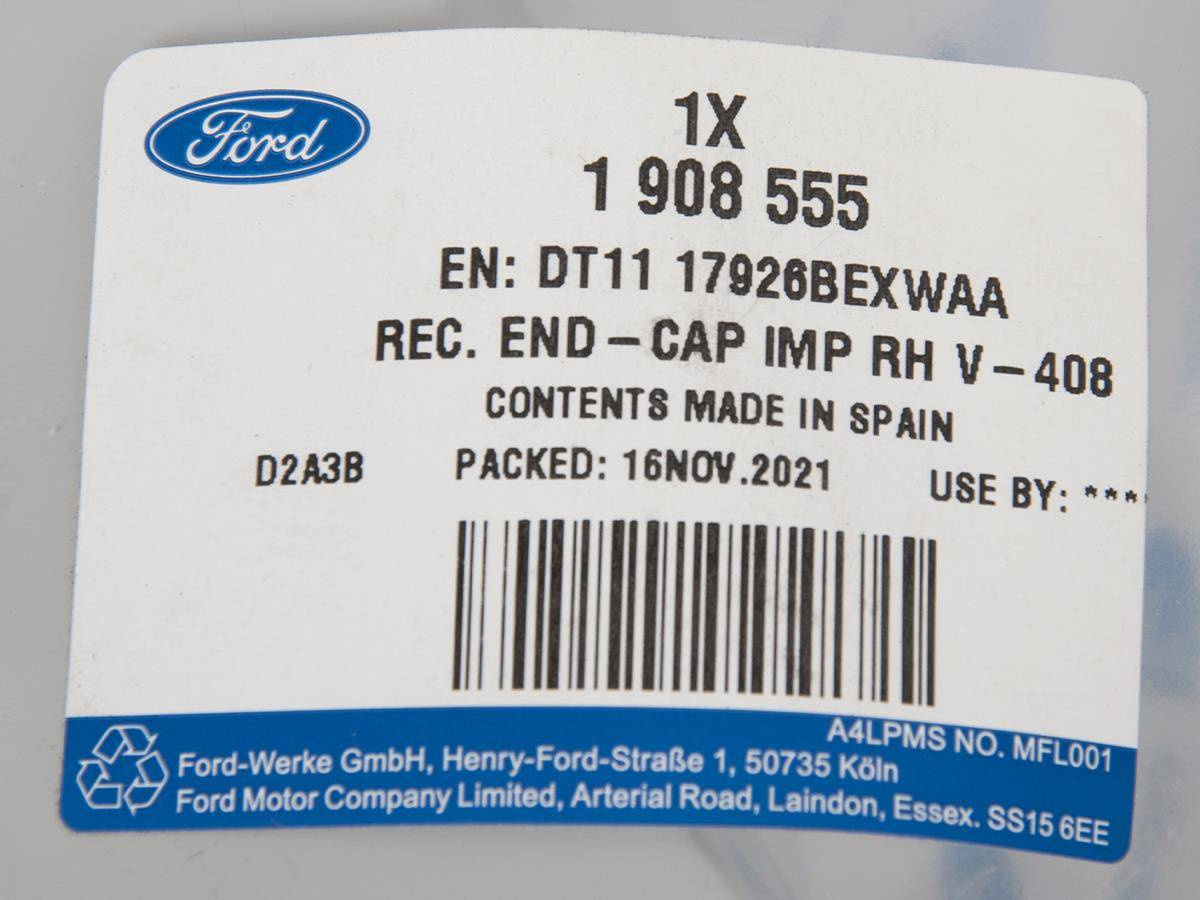 Ford
1X
1 908 555
EN: DT11 17926BEXWAA
REC. END-CAP IMP RH V-408
CONTENTS MADE IN SPAIN
D2A3B PACKED: 16NOV.2021 USE BY: ****
A4LPMS NO. MFL001
Ford-Werke GmbH, Henry-Ford-Straße 1, 50735 Köln
Ford Motor Company Limited, Arterial Road, Laindon, Essex. SS15 6EE